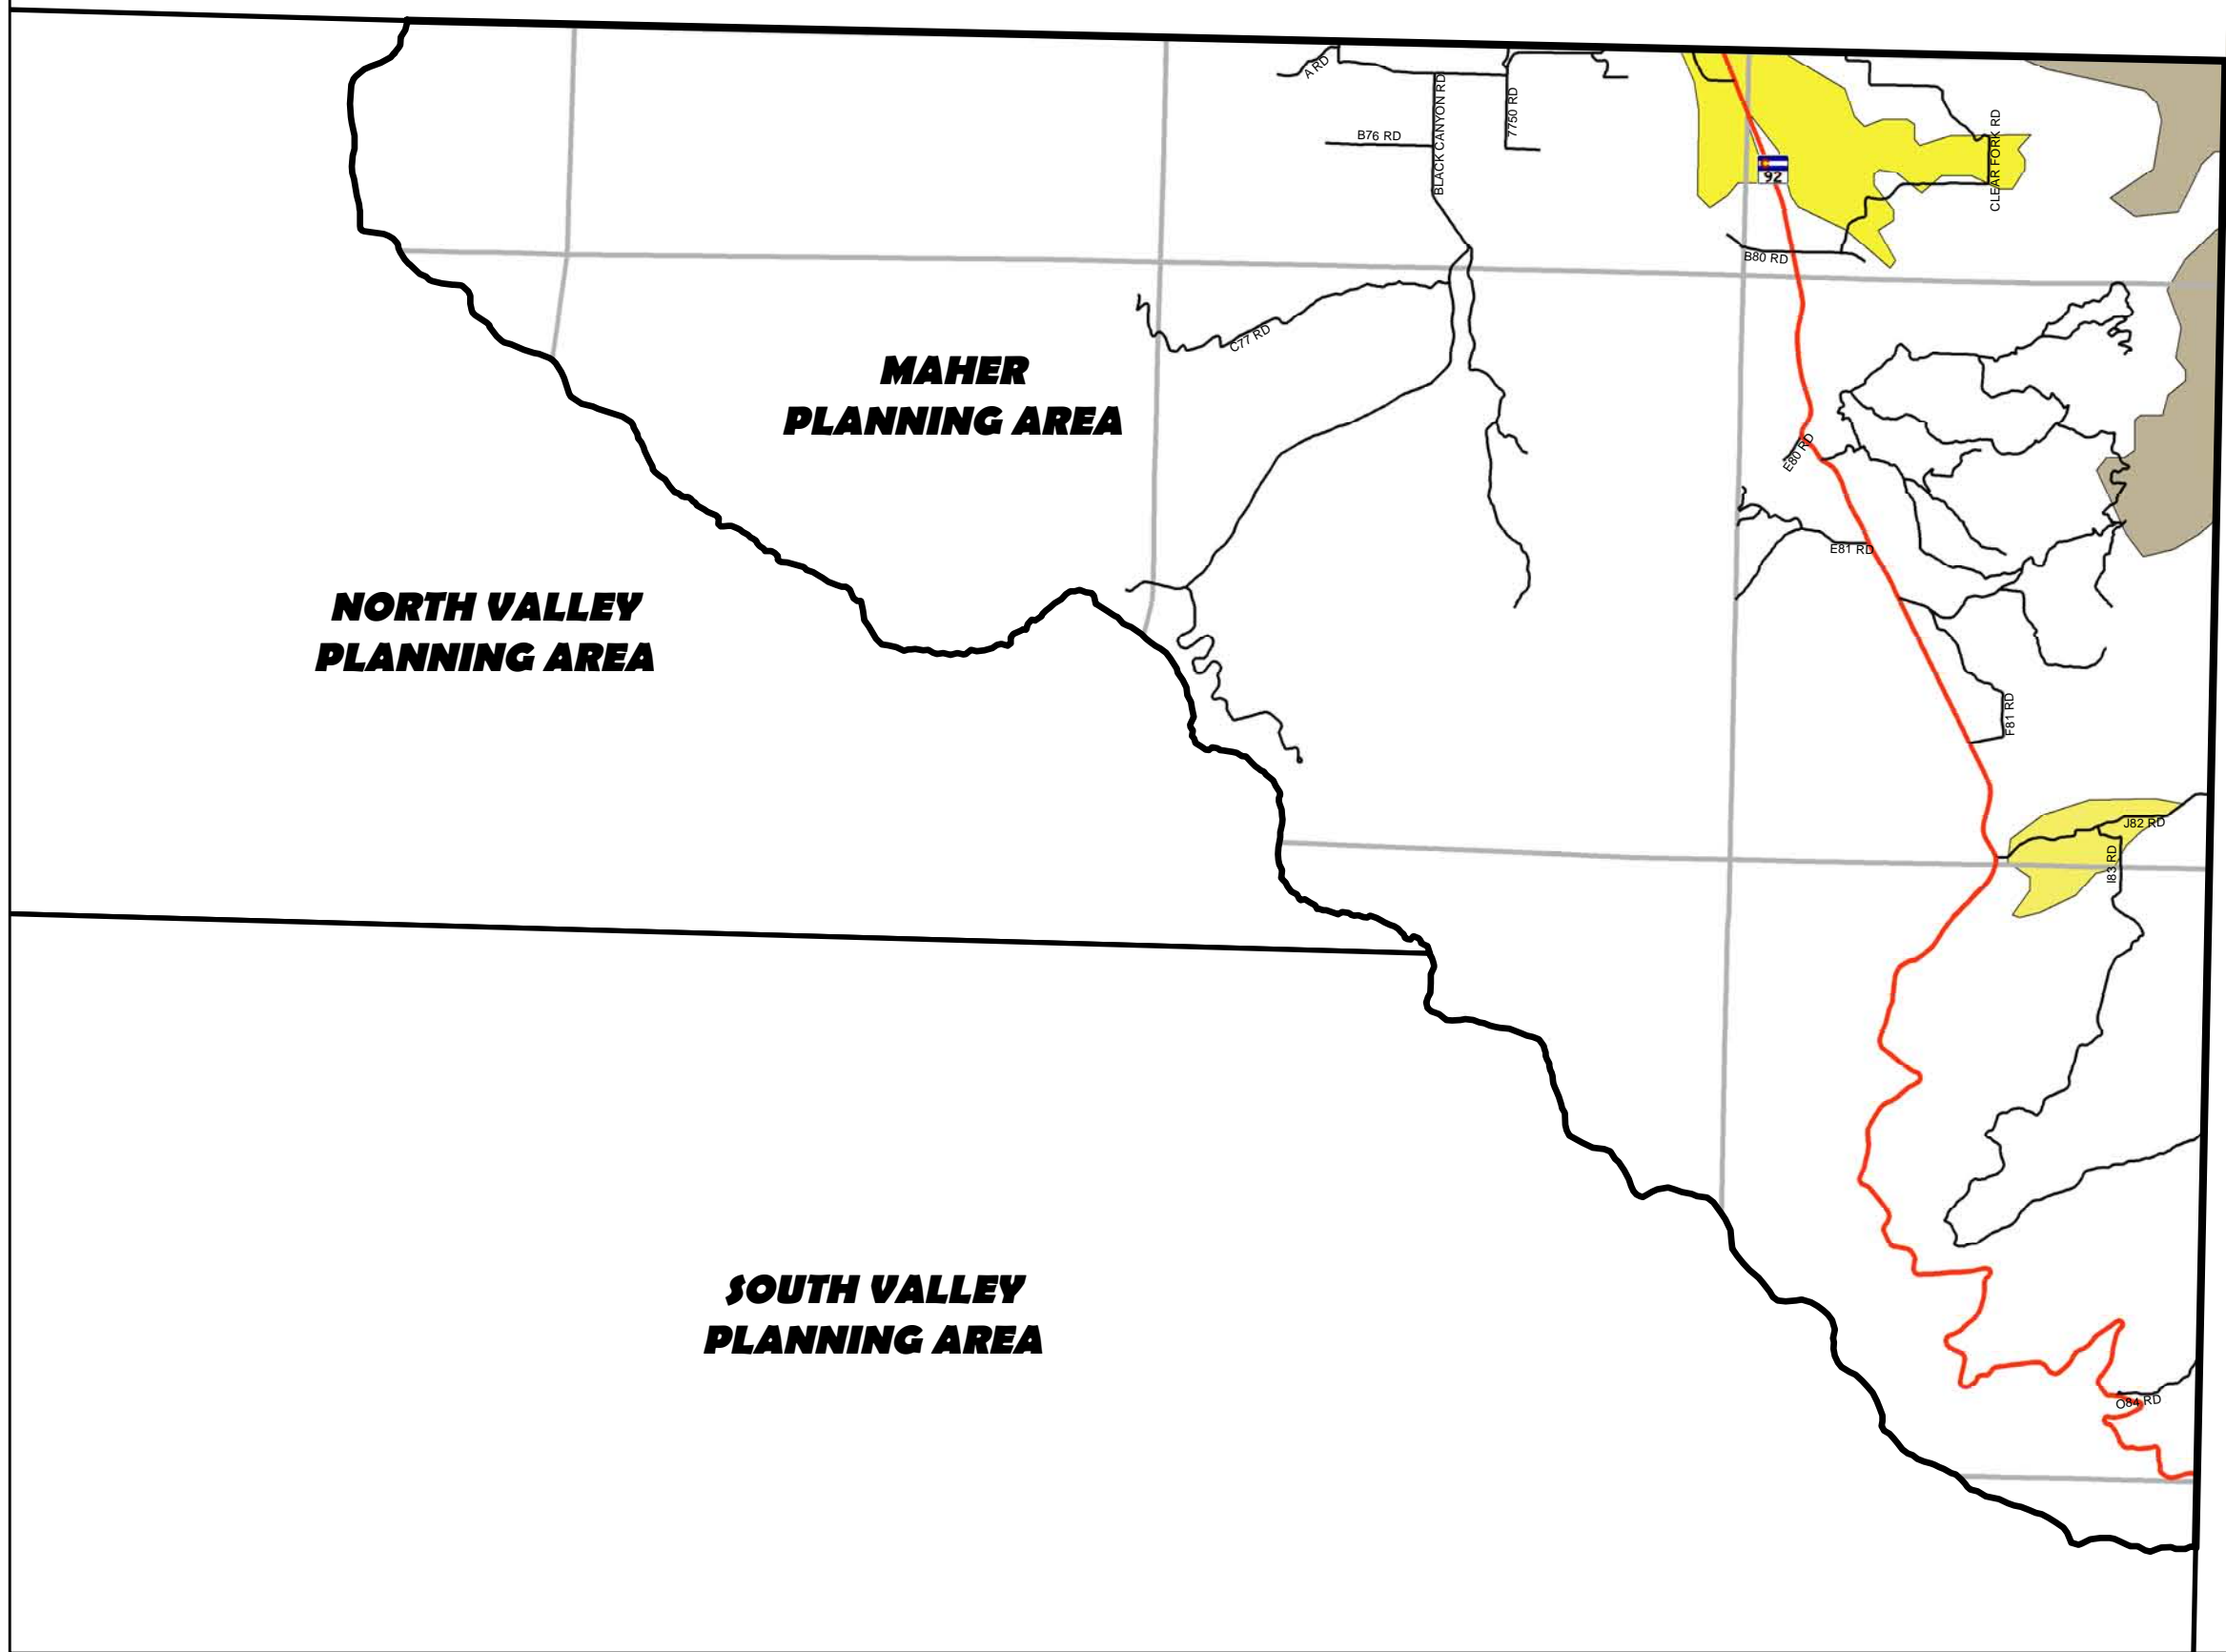 A RD
BLACK CANYON RD
7750 RD
B76 RD
CLEAR FORK RD
92
B80 RD
C77 RD
MAHER
PLANNING AREA
E80 RD
E81 RD
NORTH VALLEY
PLANNING AREA
F81 RD
J82 RD
I83 RD
SOUTH VALLEY
PLANNING AREA
O84 RD